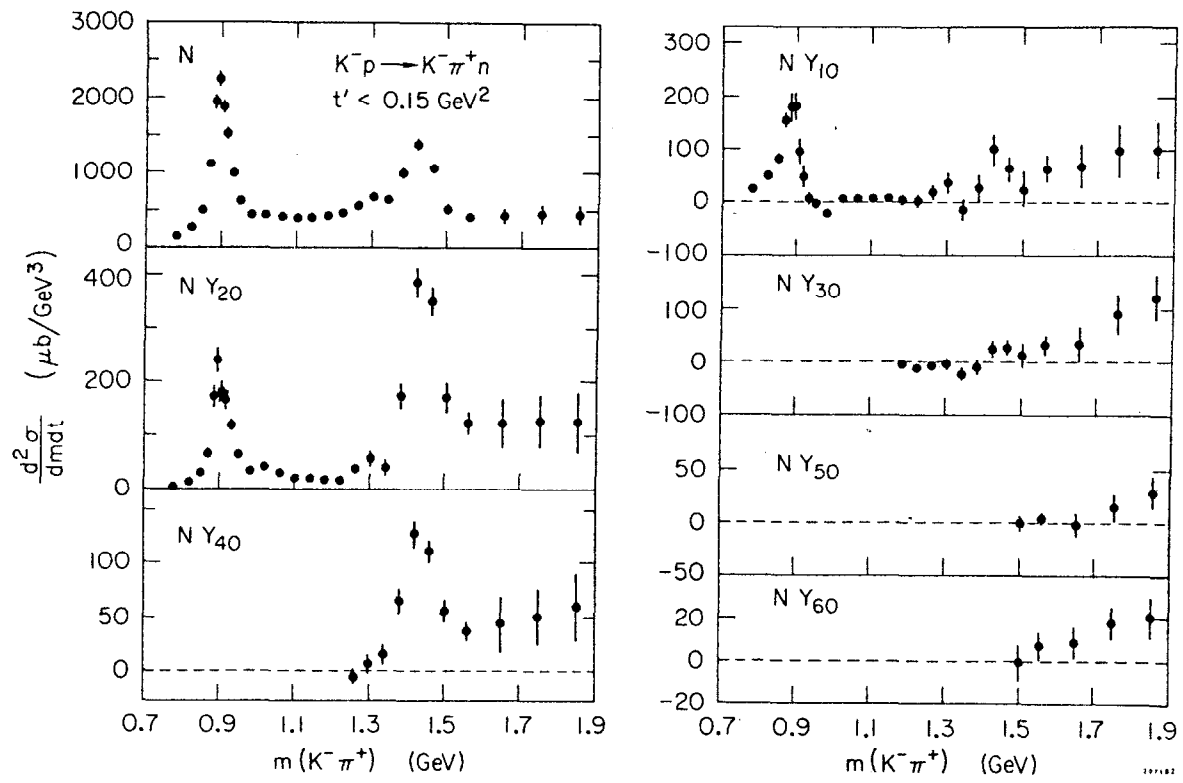 3000
2000
1000
0
N
K⁻p → K⁻π⁺n
t' < 0.15 GeV²
400
200
0
N Y₂₀
100
50
0
N Y₄₀
d²σ/dmdt (μb/GeV³)
0.7 0.9 1.1 1.3 1.5 1.7 1.9
m(K⁻π⁺) (GeV)
300
200
100
0
-100
N Y₁₀
100
0
-100
N Y₃₀
50
0
-50
N Y₅₀
20
0
-20
N Y₆₀
0.7 0.9 1.1 1.3 1.5 1.7 1.9
m(K⁻π⁺) (GeV)